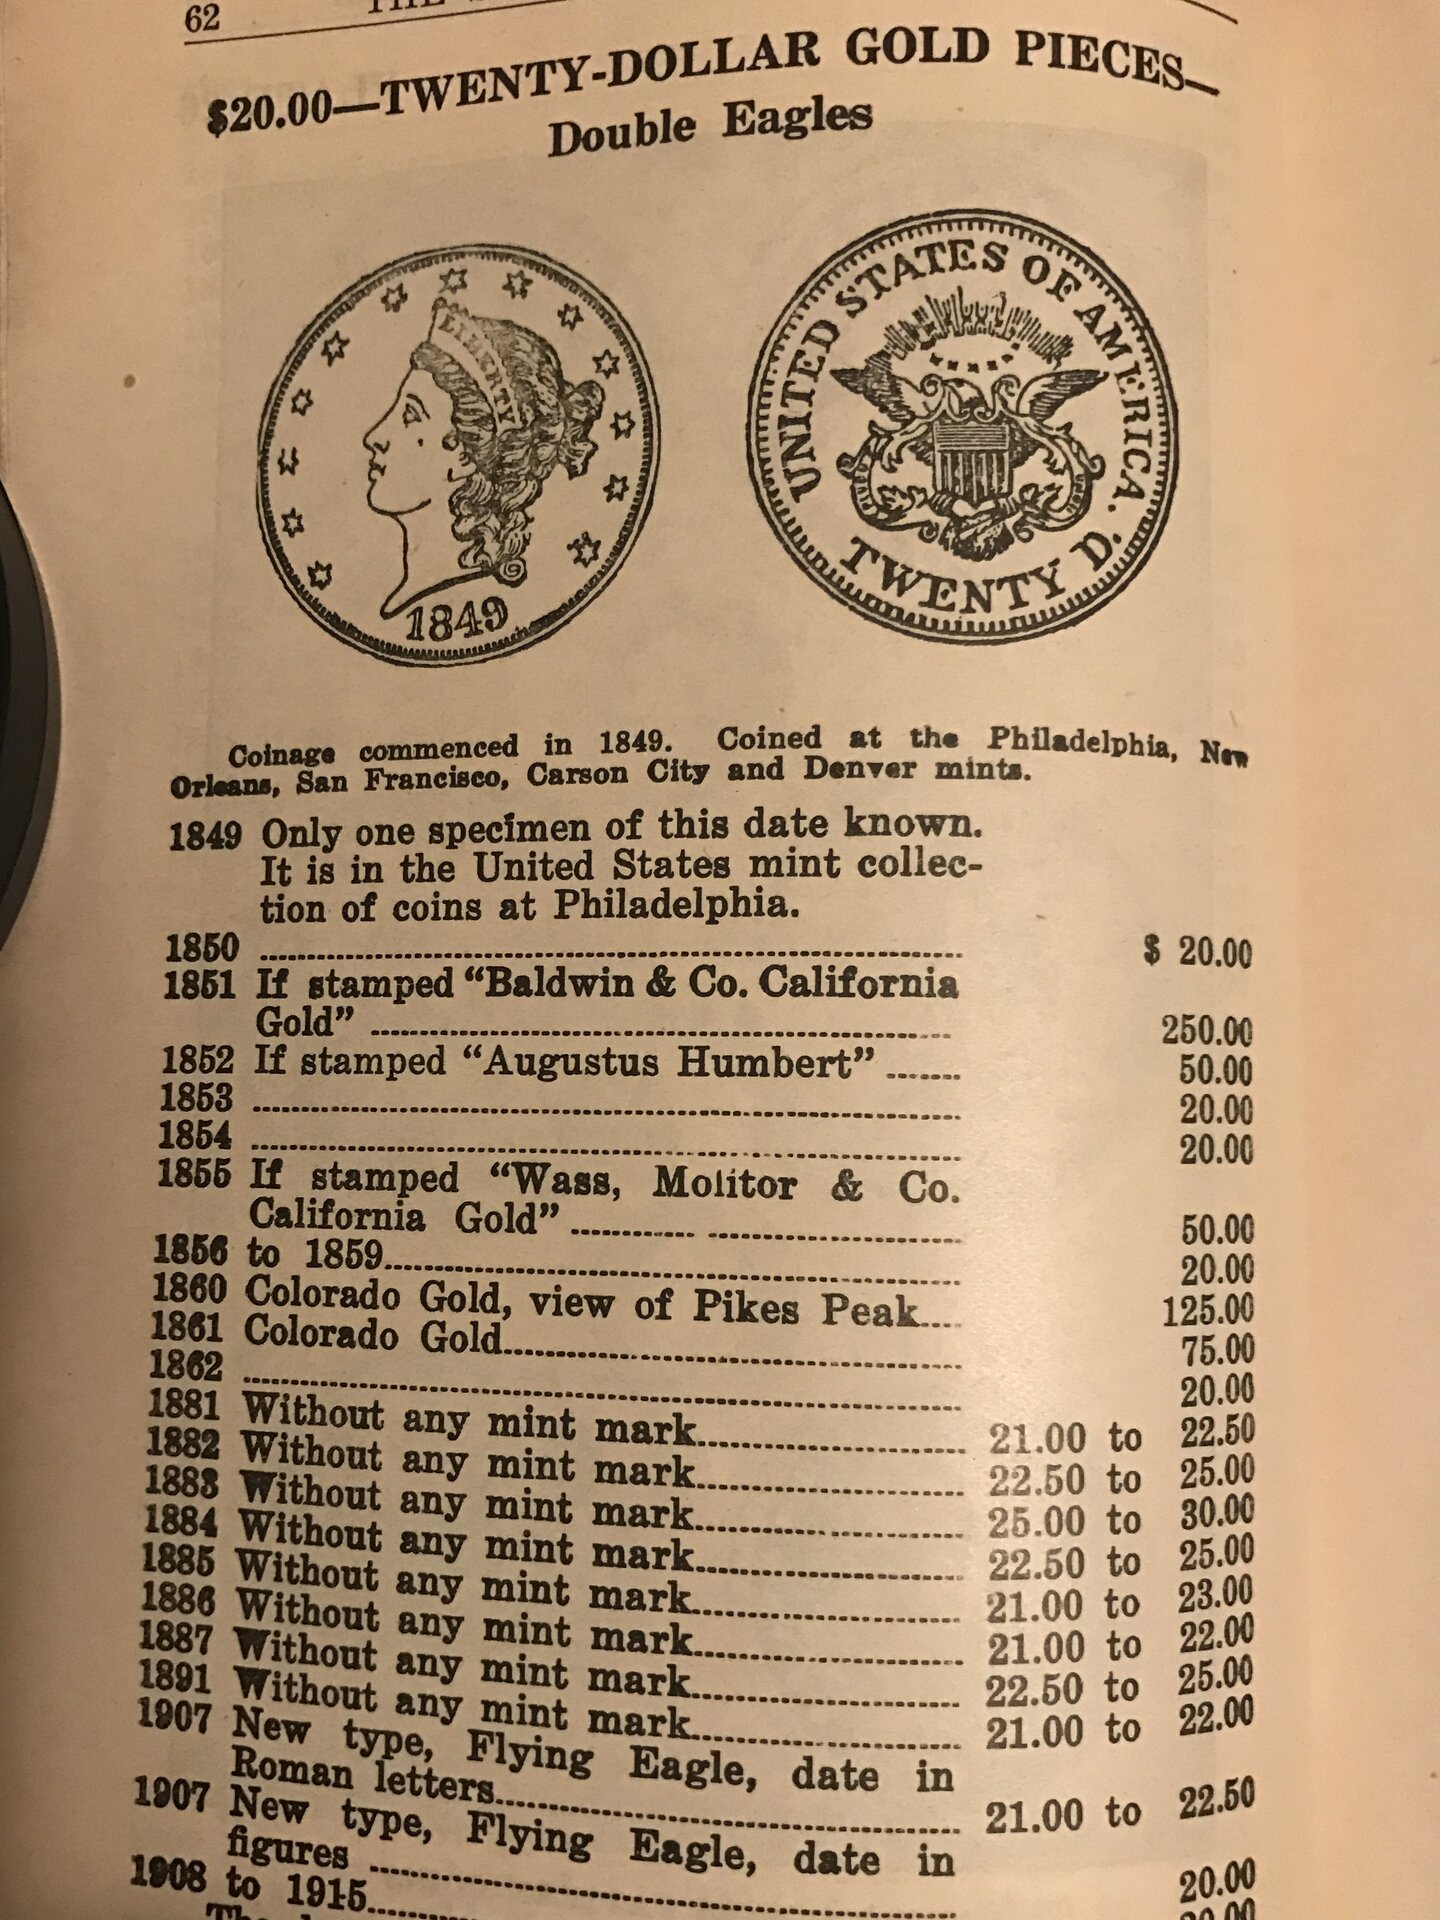 62
$20.00—TWENTY-DOLLAR GOLD PIECES—
Double Eagles
LIBERTY
1849
UNITED STATES OF AMERICA.
TWENTY D.
Coinage commenced in 1849. Coined at the Philadelphia, New
Orleans, San Francisco, Carson City and Denver mints.
1849 Only one specimen of this date known.
It is in the United States mint collec-
tion of coins at Philadelphia.
1850 ........ $ 20.00
1851 If stamped “Baldwin & Co. California
Gold” ........ 250.00
1852 If stamped “Augustus Humbert” ........ 50.00
1853 ........ 20.00
1854 ........ 20.00
1855 If stamped “Wass, Molitor & Co.
California Gold” ........ 50.00
1856 to 1859........ 20.00
1860 Colorado Gold, view of Pikes Peak.... 125.00
1861 Colorado Gold........ 75.00
1862 ........ 20.00
1881 Without any mint mark........ 21.00 to 22.50
1882 Without any mint mark........ 22.50 to 25.00
1883 Without any mint mark........ 25.00 to 30.00
1884 Without any mint mark........ 22.50 to 25.00
1885 Without any mint mark........ 21.00 to 23.00
1886 Without any mint mark........ 21.00 to 22.00
1887 Without any mint mark........ 22.50 to 25.00
1891 Without any mint mark........ 21.00 to 22.00
1907 New type, Flying Eagle, date in
Roman letters........ 21.00 to 22.50
1907 New type, Flying Eagle, date in
figures ........ 20.00
1908 to 1915........ 20.00